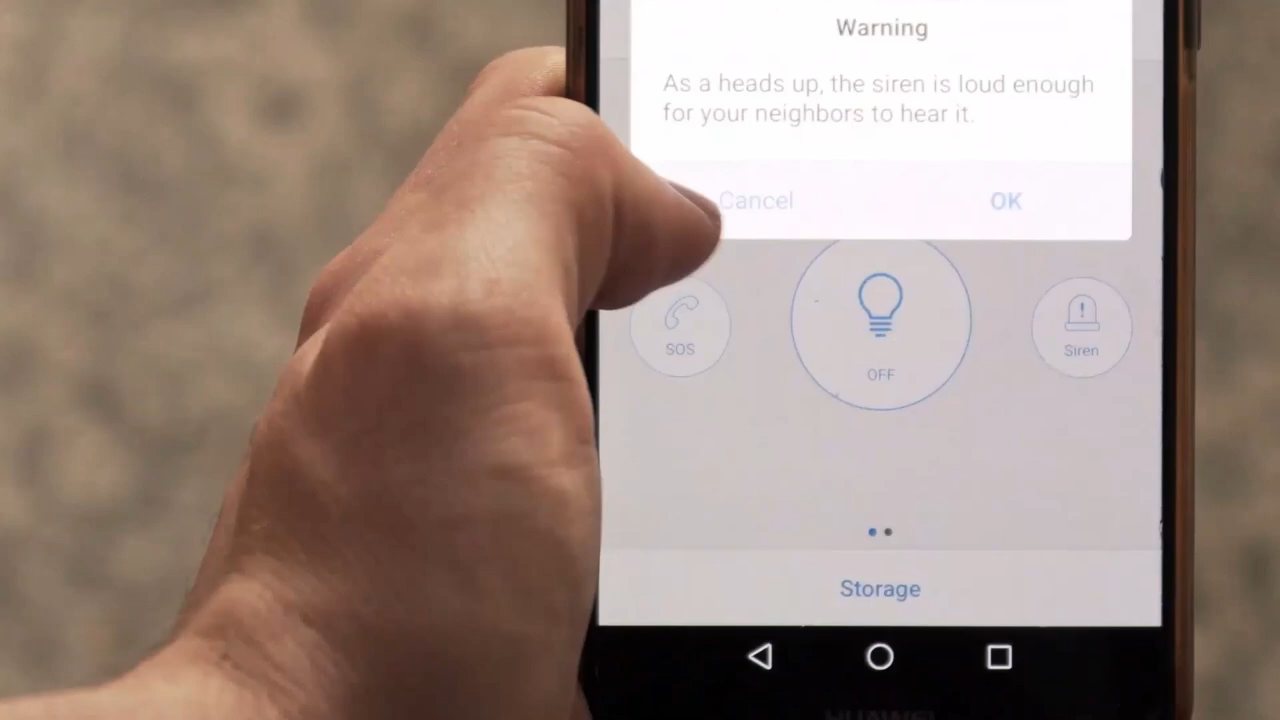 Warning
As a heads up, the siren is loud enough
for your neighbors to hear it.
Cancel
OK
SOS
OFF
Siren
Storage
HUAWEI